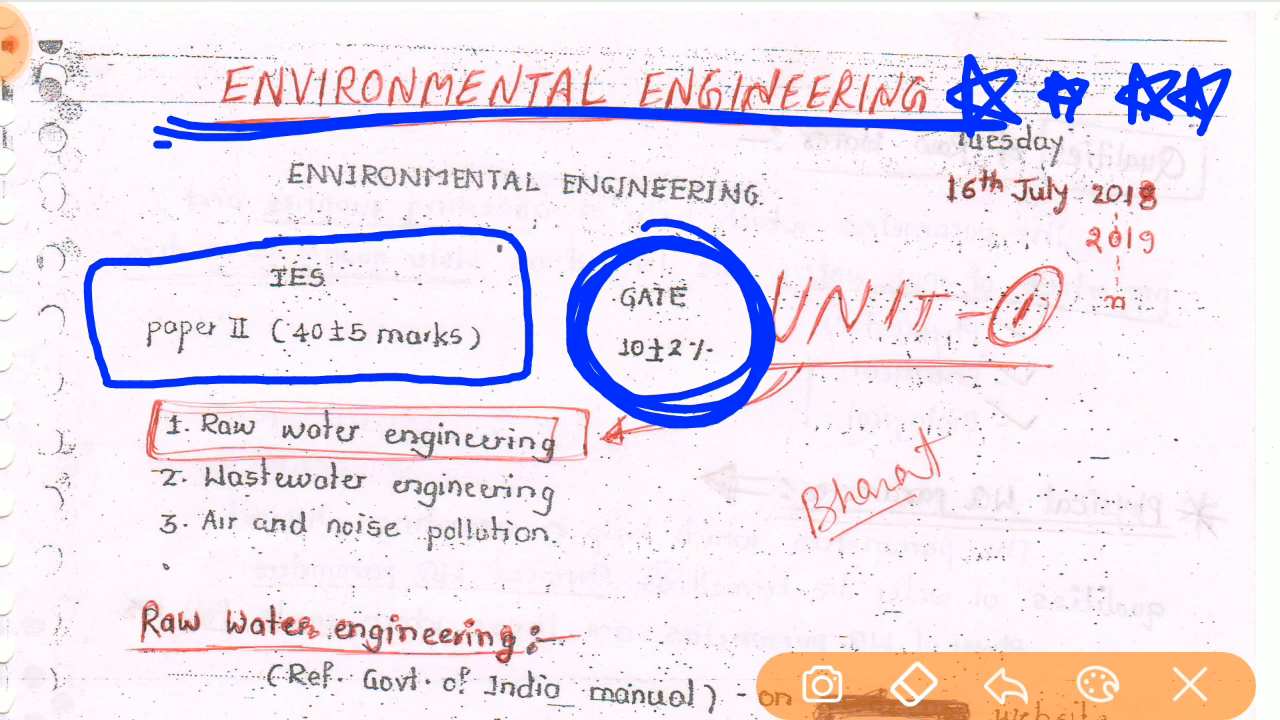 ENVIRONMENTAL ENGINEERING
Tuesday
ENVIRONMENTAL ENGINEERING.
16th July 2018
2019
IES
paper II (40±5 marks)
GATE
10±2%
UNIT-1
1. Raw water engineering
2. Wastewater engineering
3. Air and noise pollution.
Bharat
Raw Water engineering:-
(Ref. Govt. of India manual) - on